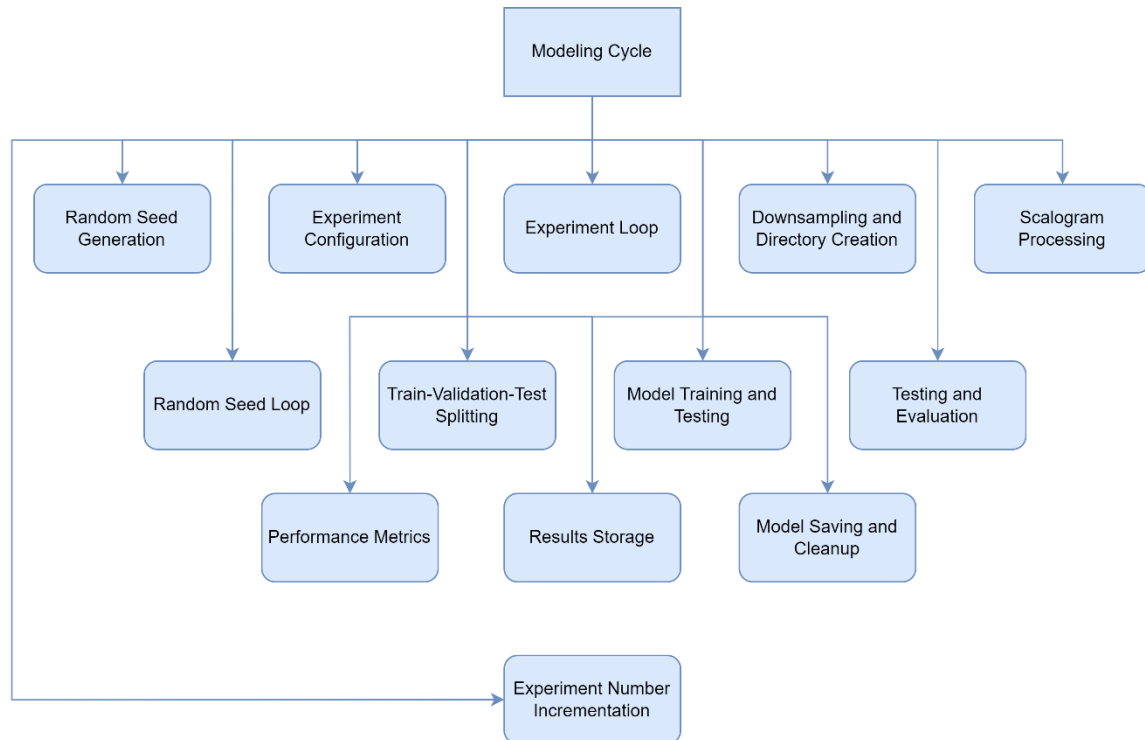 Modeling Cycle
Random Seed
Generation
Experiment
Configuration
Experiment Loop
Downsampling and
Directory Creation
Scalogram
Processing
Random Seed Loop
Train-Validation-Test
Splitting
Model Training and
Testing
Testing and
Evaluation
Performance Metrics
Results Storage
Model Saving and
Cleanup
Experiment Number
Incrementation